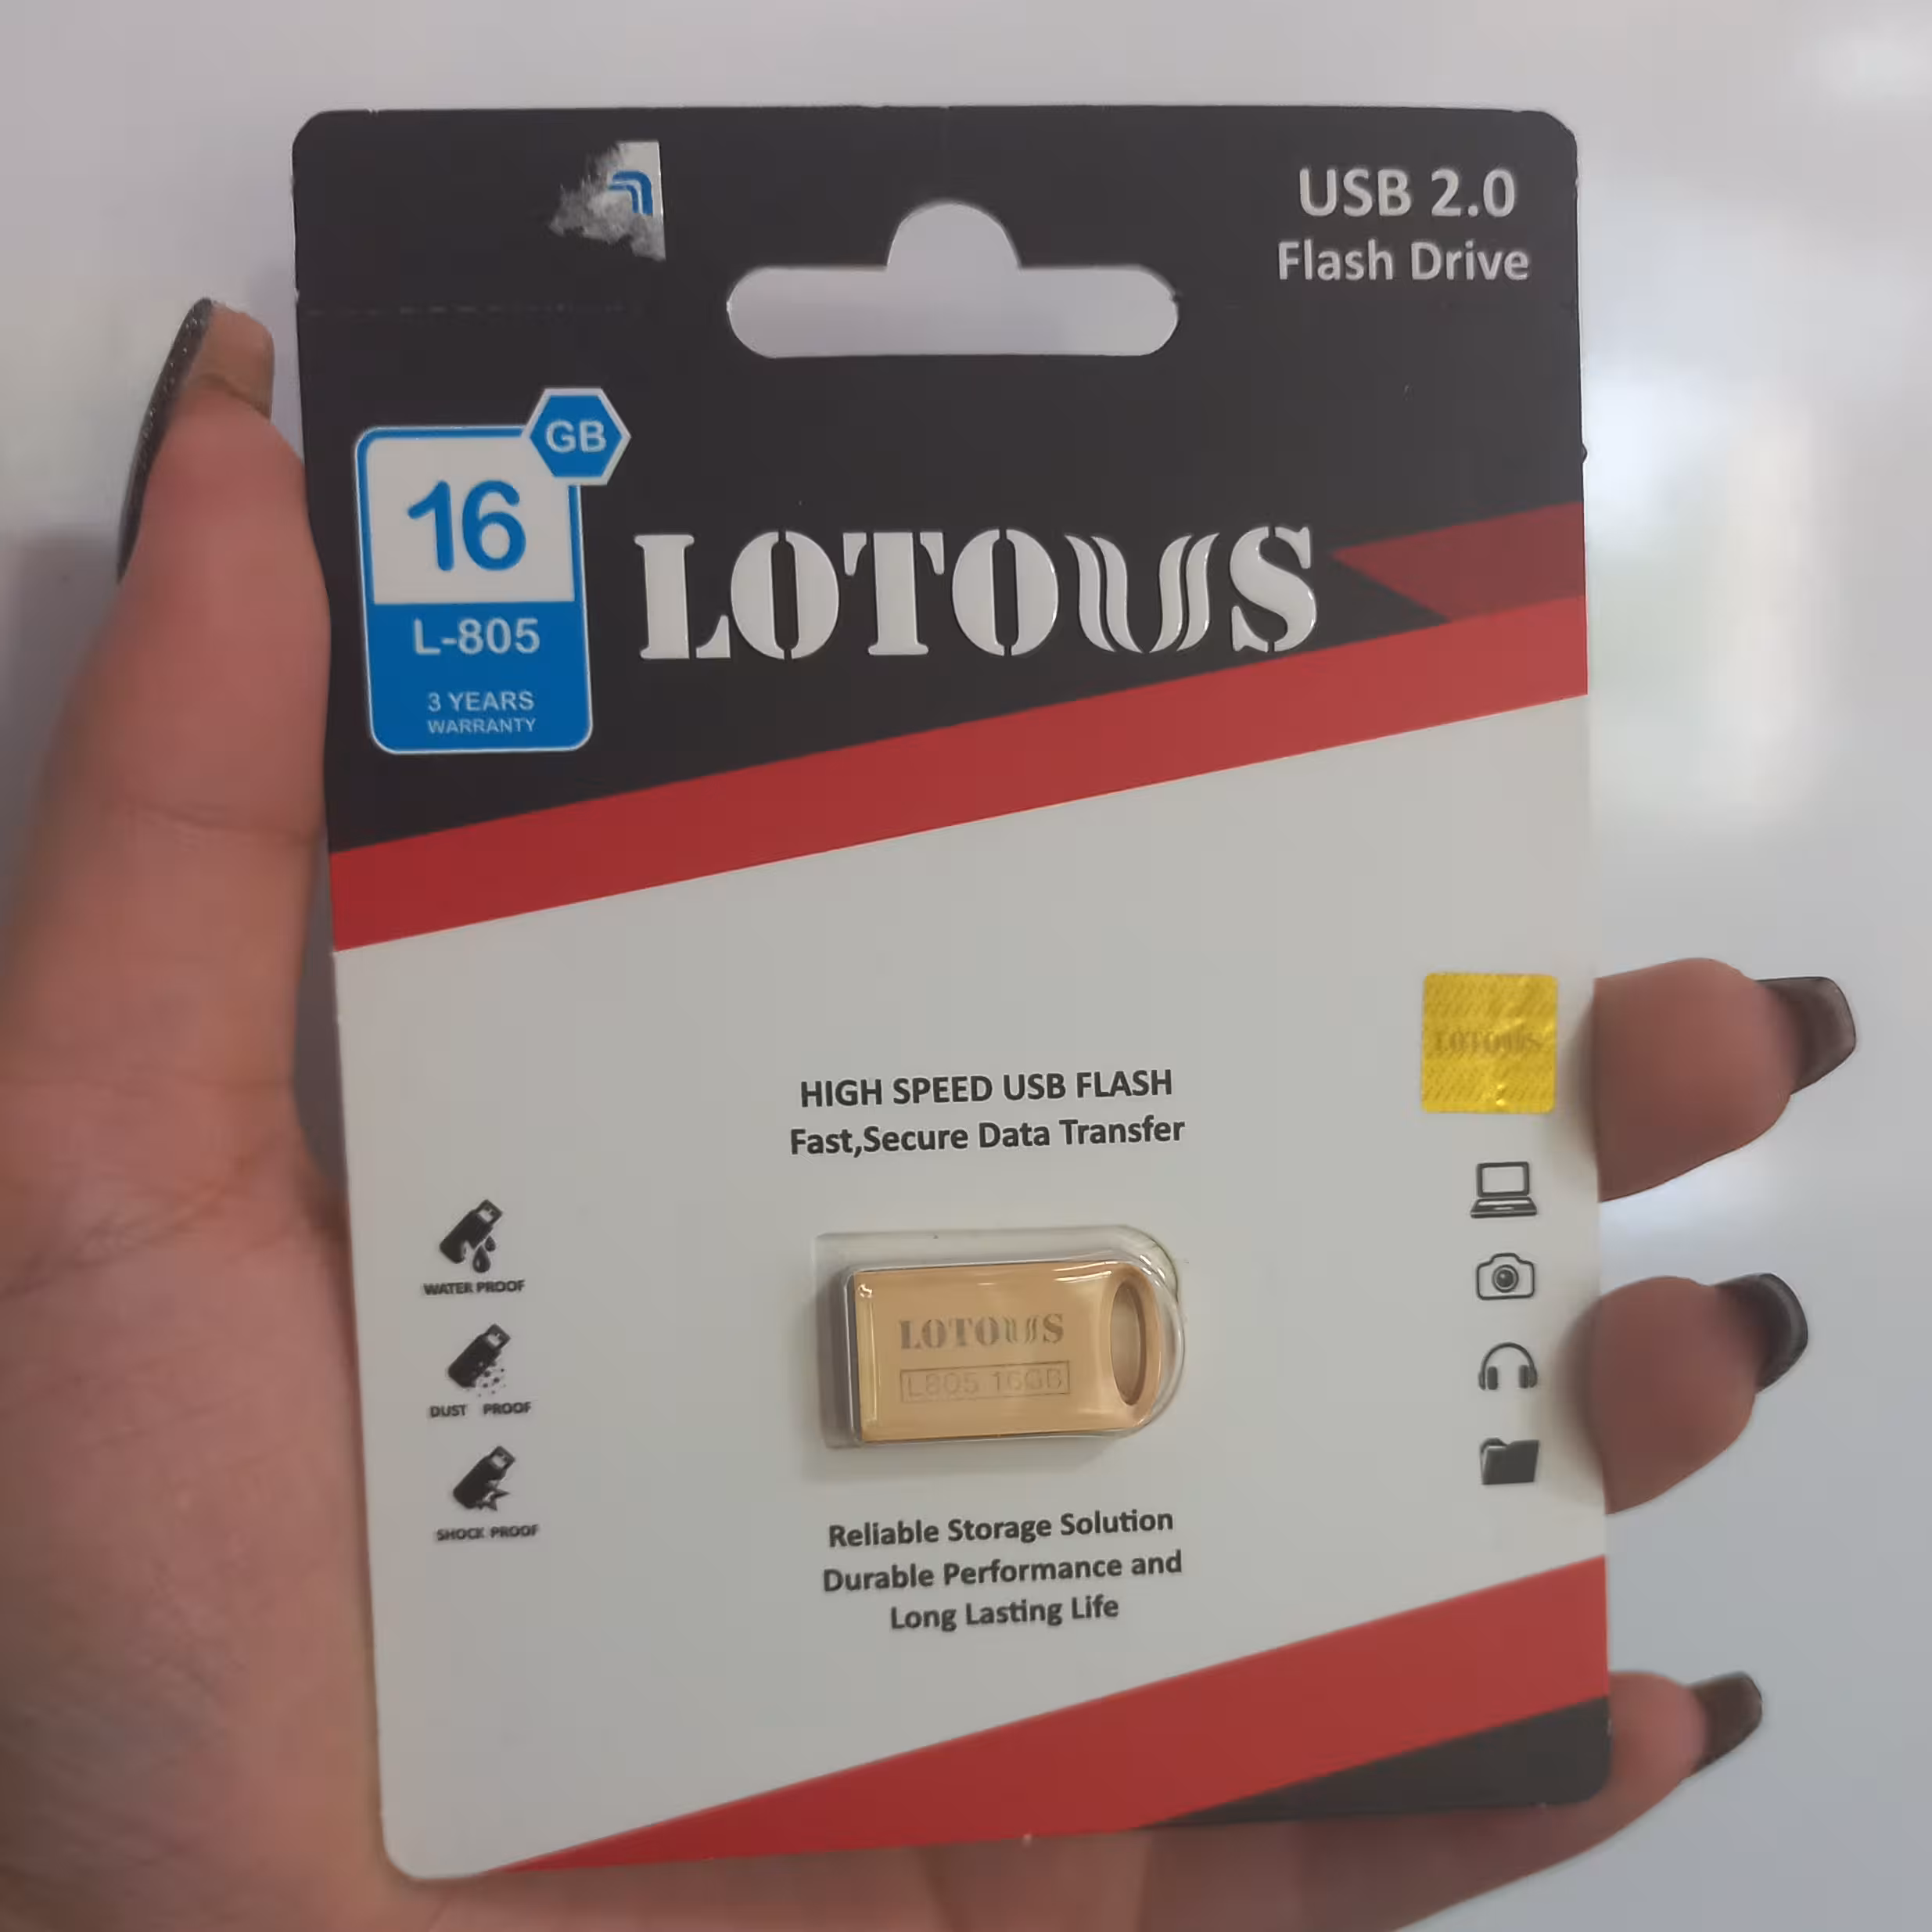 USB 2.0
Flash Drive
GB
16
L-805
3 YEARS
WARRANTY
LOTOUS
LOTOUS
HIGH SPEED USB FLASH
Fast,Secure Data Transfer
WATER PROOF
DUST PROOF
SHOCK PROOF
LOTOUS
L805 16GB
Reliable Storage Solution
Durable Performance and
Long Lasting Life